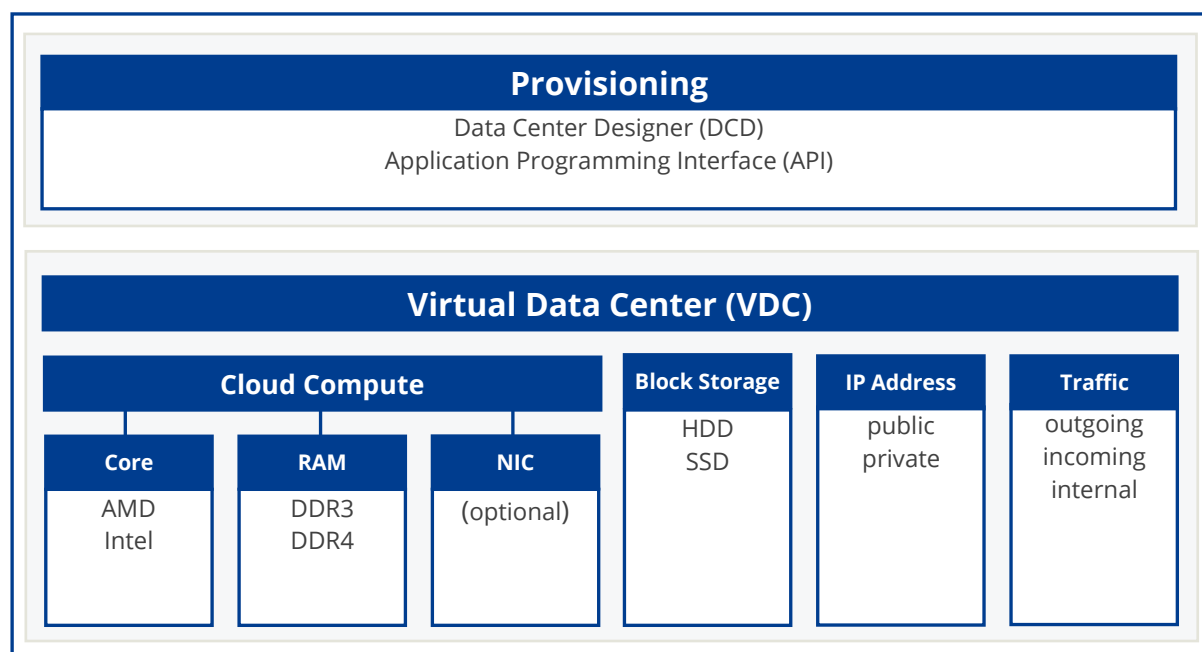 Provisioning
Data Center Designer (DCD)
Application Programming Interface (API)
Virtual Data Center (VDC)
Cloud Compute
Core
AMD
Intel
RAM
DDR3
DDR4
NIC
(optional)
Block Storage
HDD
SSD
IP Address
public
private
Traffic
outgoing
incoming
internal